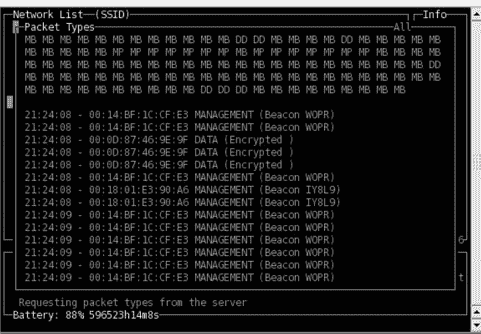 Network List (SSID) Info
Packet Types All
MB MB MB MB MB MB MB MB MB MB DD DD MB MB MB MB DD MB MB MB MB
MB MB MB MB MP MP MP MP MP MB MP MP MP MP MP MP MB MB MB MB
MB MB MB MB MB MB MB MB MB MB MB MB MB MB MB MB MB MB MB DD
MB MB MB MB MB MB MB MB MB MB MB MB MB MB MB MB MB MB MB MB
MB MB MB MB MB MB MB MB DD DD DD MB MB MB MB MB MB MB MB
21:24:08 - 00:14:BF:1C:CF:E3 MANAGEMENT (Beacon WOPR)
21:24:08 - 00:14:BF:1C:CF:E3 MANAGEMENT (Beacon WOPR)
21:24:08 - 00:0D:87:46:9E:9F DATA (Encrypted )
21:24:08 - 00:0D:87:46:9E:9F DATA (Encrypted )
21:24:08 - 00:0D:87:46:9E:9F DATA (Encrypted )
21:24:08 - 00:14:BF:1C:CF:E3 MANAGEMENT (Beacon WOPR)
21:24:08 - 00:18:01:E3:90:A6 MANAGEMENT (Beacon IY8L9)
21:24:08 - 00:18:01:E3:90:A6 MANAGEMENT (Beacon IY8L9)
21:24:09 - 00:14:BF:1C:CF:E3 MANAGEMENT (Beacon WOPR)
21:24:09 - 00:14:BF:1C:CF:E3 MANAGEMENT (Beacon WOPR)
21:24:09 - 00:14:BF:1C:CF:E3 MANAGEMENT (Beacon WOPR)
21:24:09 - 00:14:BF:1C:CF:E3 MANAGEMENT (Beacon WOPR)
21:24:09 - 00:14:BF:1C:CF:E3 MANAGEMENT (Beacon WOPR)
21:24:09 - 00:14:BF:1C:CF:E3 MANAGEMENT (Beacon WOPR)
Requesting packet types from the server
Battery: 88% 596523h14m8s